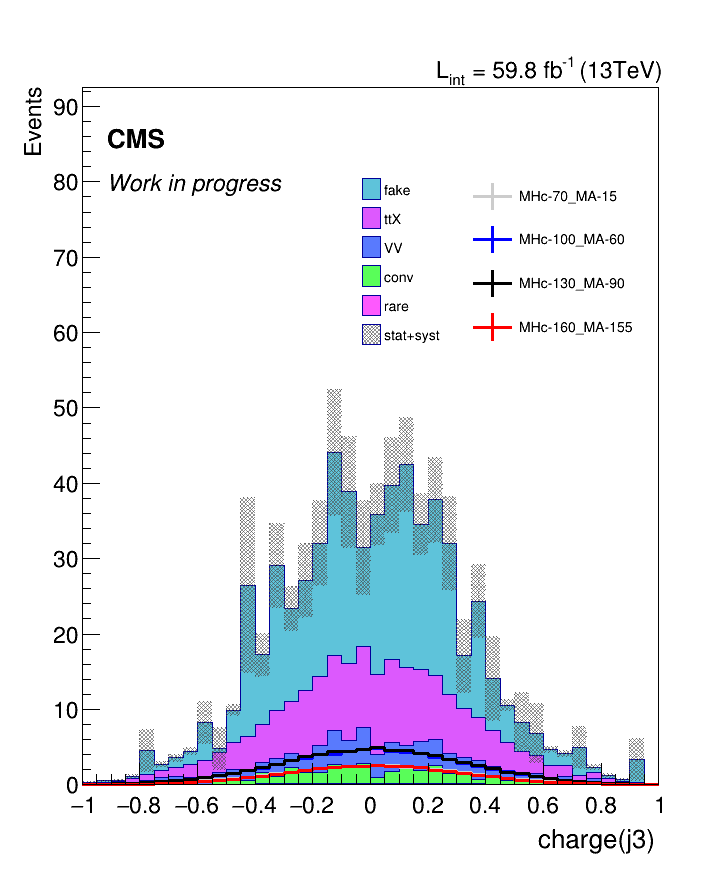 L_int = 59.8 fb^-1 (13TeV)
Events
CMS
Work in progress
fake
ttX
VV
conv
rare
stat+syst
MHc-70_MA-15
MHc-100_MA-60
MHc-130_MA-90
MHc-160_MA-155
90
80
70
60
50
40
30
20
10
0
−1 −0.8 −0.6 −0.4 −0.2 0 0.2 0.4 0.6 0.8 1
charge(j3)